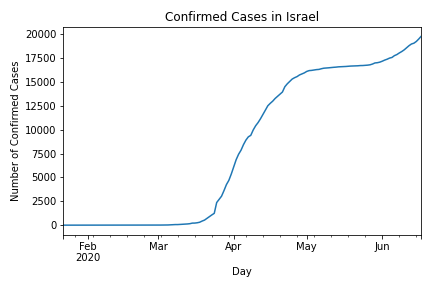 Confirmed Cases in Israel
20000
17500
15000
12500
10000
7500
5000
2500
0
Number of Confirmed Cases
Feb Mar Apr May Jun
2020
Day